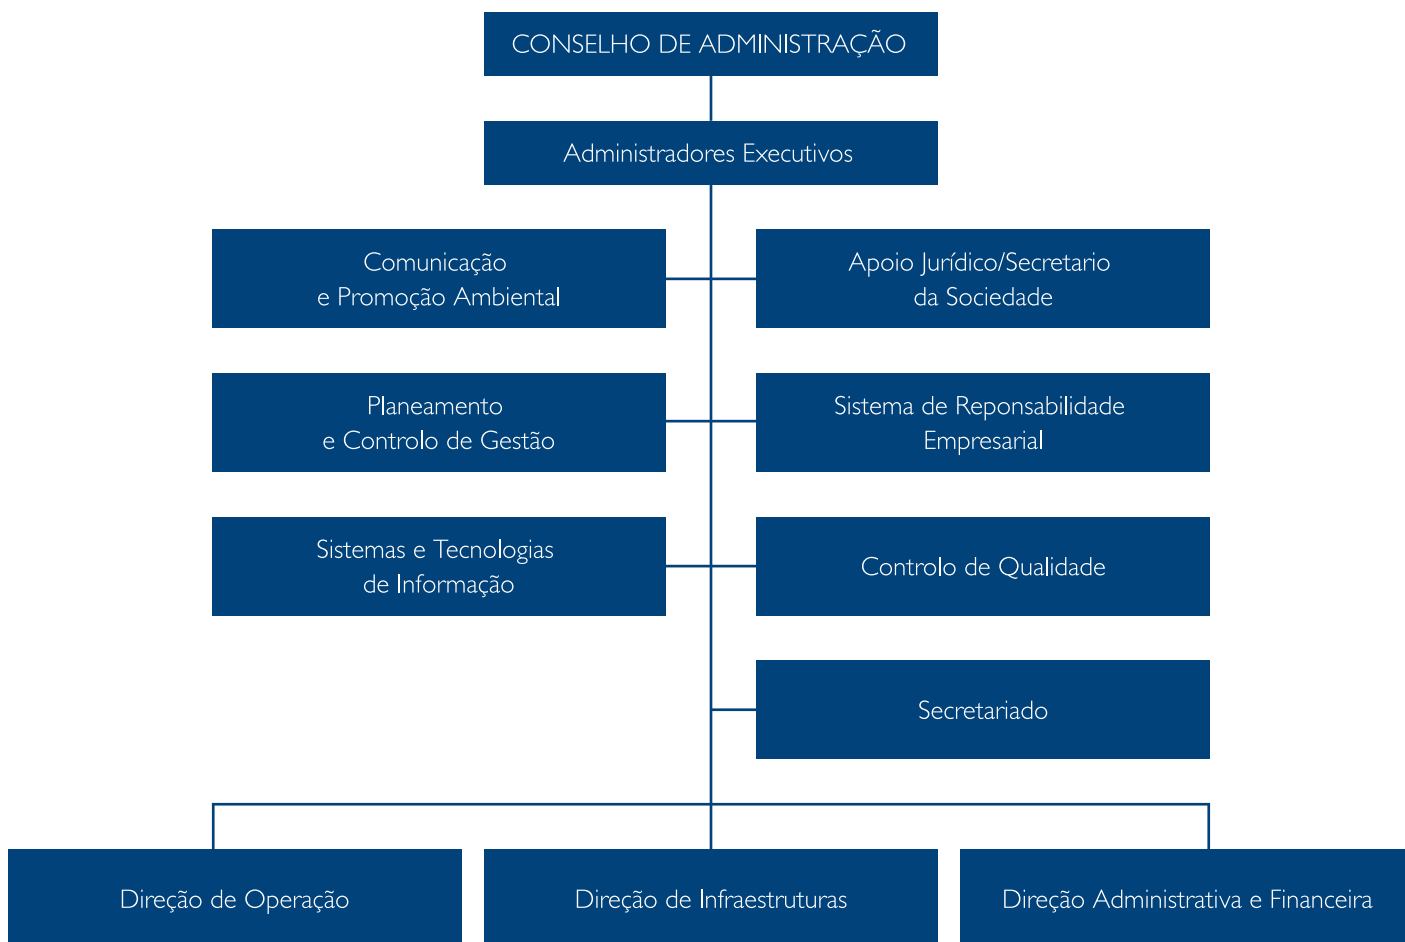 CONSELHO DE ADMINISTRAÇÃO
Administradores Executivos
Comunicação
e Promoção Ambiental
Apoio Jurídico/Secretario
da Sociedade
Planeamento
e Controlo de Gestão
Sistema de Reponsabilidade
Empresarial
Sistemas e Tecnologias
de Informação
Controlo de Qualidade
Secretariado
Direção de Operação
Direção de Infraestruturas
Direção Administrativa e Financeira